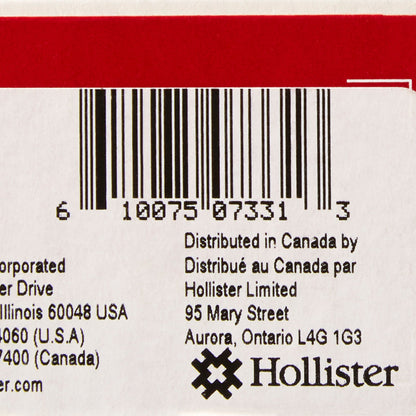 6 10075 07331 3
orporated
er Drive
Illinois 60048 USA
4060 (U.S.A)
7400 (Canada)
er.com
Distributed in Canada by
Distribué au Canada par
Hollister Limited
95 Mary Street
Aurora, Ontario L4G 1G3
Hollister